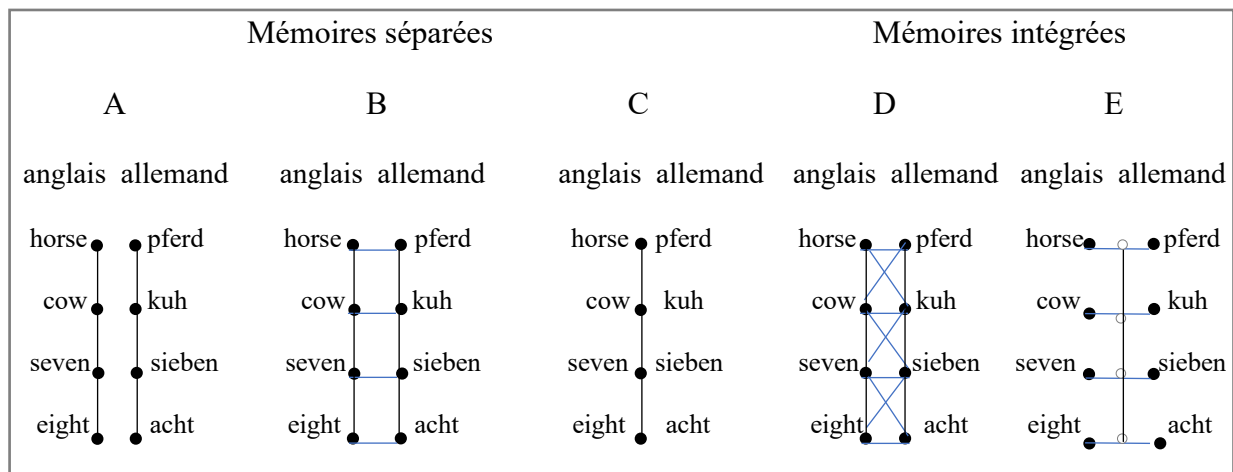 Mémoires séparées Mémoires intégrées
A B C D E
anglais allemand anglais allemand anglais allemand anglais allemand anglais allemand
horse pferd horse pferd horse pferd horse pferd horse pferd
cow kuh cow kuh cow kuh cow kuh cow kuh
seven sieben seven sieben seven sieben seven sieben seven sieben
eight acht eight acht eight acht eight acht eight acht